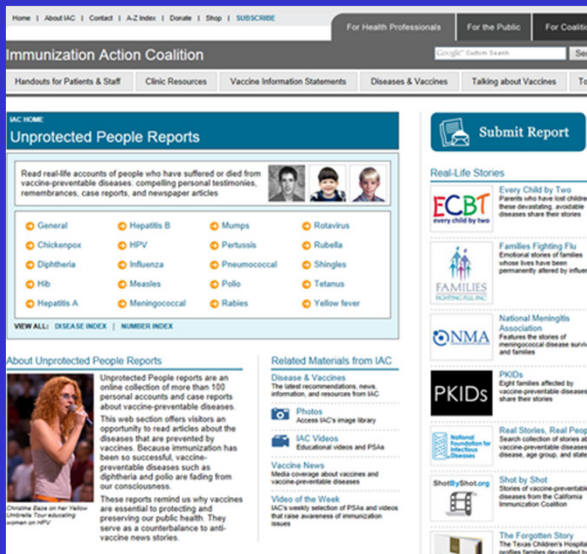 Home | About IAC | Contact | A-Z Index | Donate | Shop | SUBSCRIBE
For Health Professionals
For the Public
For Coalitio
Immunization Action Coalition
Google Custom Search
Sea
Handouts for Patients & Staff
Clinic Resources
Vaccine Information Statements
Diseases & Vaccines
Talking about Vaccines
To
IAC HOME
Unprotected People Reports
Read real-life accounts of people who have suffered or died from
vaccine-preventable diseases: compelling personal testimonies,
remembrances, case reports, and newspaper articles
General
Hepatitis B
Mumps
Rotavirus
Chickenpox
HPV
Pertussis
Rubella
Diphtheria
Influenza
Pneumococcal
Shingles
Hib
Measles
Polio
Tetanus
Hepatitis A
Meningococcal
Rabies
Yellow fever
VIEW ALL: DISEASE INDEX | NUMBER INDEX
About Unprotected People Reports
Unprotected People reports are an
online collection of more than 100
personal accounts and case reports
about vaccine-preventable diseases.
This web section offers visitors an
opportunity to read articles about the
diseases that are prevented by
vaccines. Because immunization has
been so successful, vaccine-
preventable diseases such as
diphtheria and polio are fading from
our consciousness.
These reports remind us why vaccines
are essential to protecting and
preserving our public health. They
serve as a counterbalance to anti-
vaccine news stories.
Christine Baze on her Yellow
Umbrella Tour educating
women on HPV
Related Materials from IAC
Disease & Vaccines
The latest recommendations, news,
information, and resources from IAC
Photos
Access IAC's image library
IAC Videos
Educational videos and PSAs
Vaccine News
Media coverage about vaccines and
vaccine-preventable diseases
Video of the Week
IAC's weekly selection of PSAs and videos
that raise awareness of immunization
issues
Submit Report
Real-Life Stories
ECBT
every child by two
Every Child by Two
Parents who have lost children
these devastating, avoidable
diseases share their stories
FAMILIES
FIGHTING FLU, INC
Families Fighting Flu
Emotional stories of families
whose lives have been
permanently altered by influen
NMA
National Meningitis
Association
Features the stories of
meningococcal disease surviv
and families
PKIDs
PKIDs
Eight families affected by
vaccine-preventable diseases
share their stories
National
Foundation for
Infectious
Diseases
Real Stories, Real Peop
Search collection of stories ab
vaccine-preventable diseases
disease, age group, and state
ShotByShot.org
Shot by Shot
Stories of vaccine-preventable
diseases from the California
Immunization Coalition
The Forgotten Story
The Texas Children's Hospital
profiles families devastated b